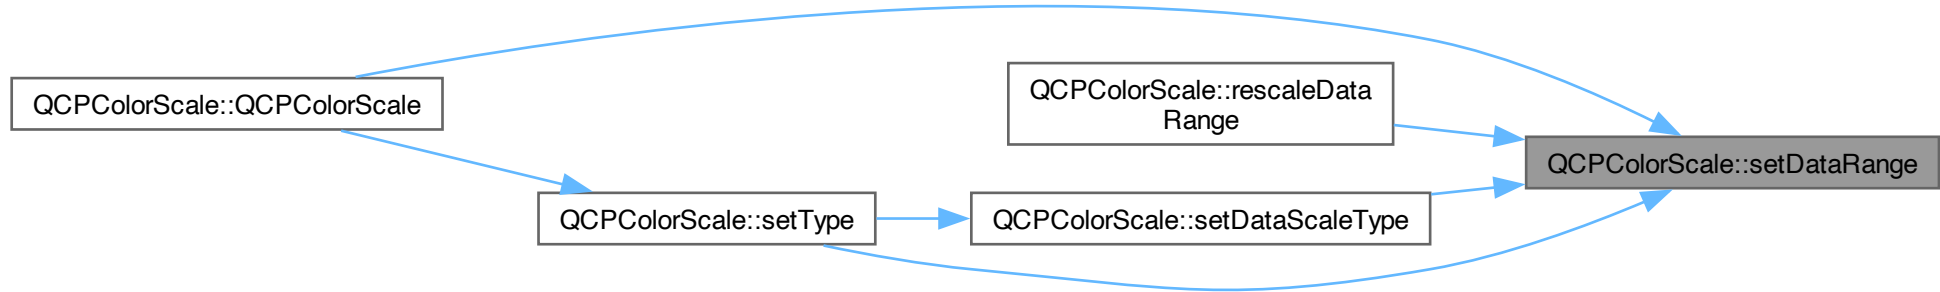 QCPColorScale::QCPColorScale
QCPColorScale::rescaleData
Range
QCPColorScale::setDataRange
QCPColorScale::setType
QCPColorScale::setDataScaleType